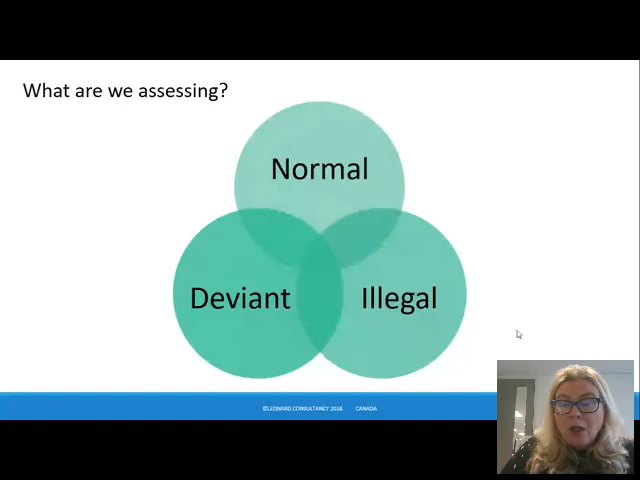 What are we assessing?
Normal
Deviant
Illegal
©LEONARD CONSULTANCY 2018. CANADA